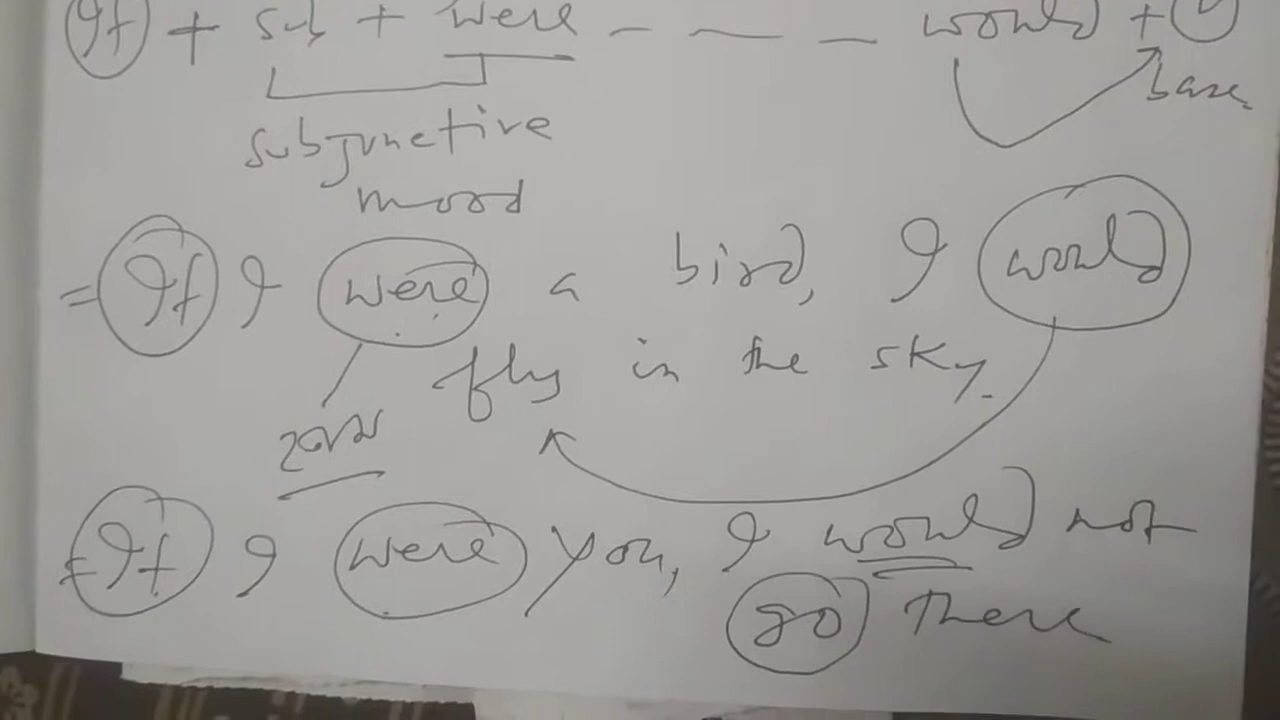 If + sub + were - - - would + V
base
subjunctive
mood
= If I were a bird, I would
fly in the sky.
হতাম
= If I were you, I would not
go There